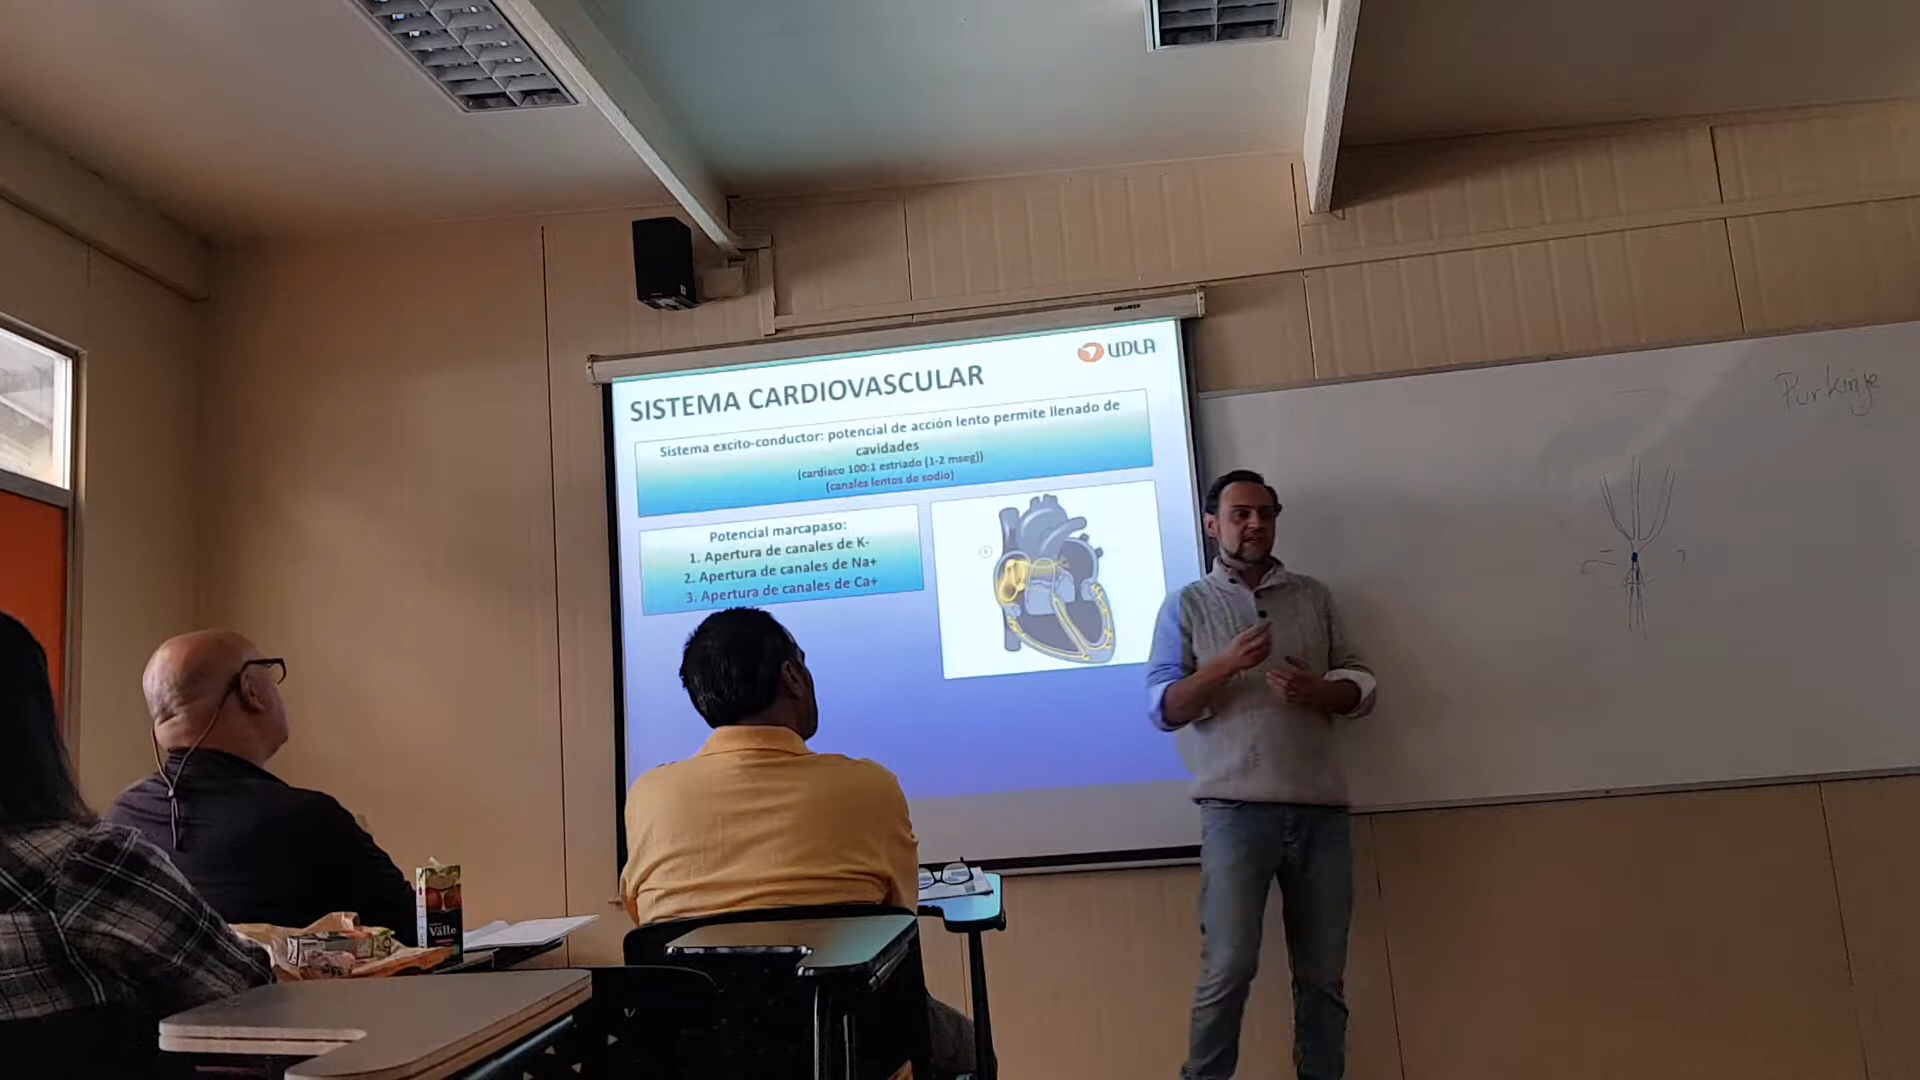 UDLA
SISTEMA CARDIOVASCULAR
Sistema excito-conductor: potencial de acción lento permite llenado de
cavidades
(cardiaco 100:1 estriado (1-2 mseg))
(canales lentos de sodio)
Potencial marcapaso:
1. Apertura de canales de K-
2. Apertura de canales de Na+
3. Apertura de canales de Ca+
Purkinje
Valle